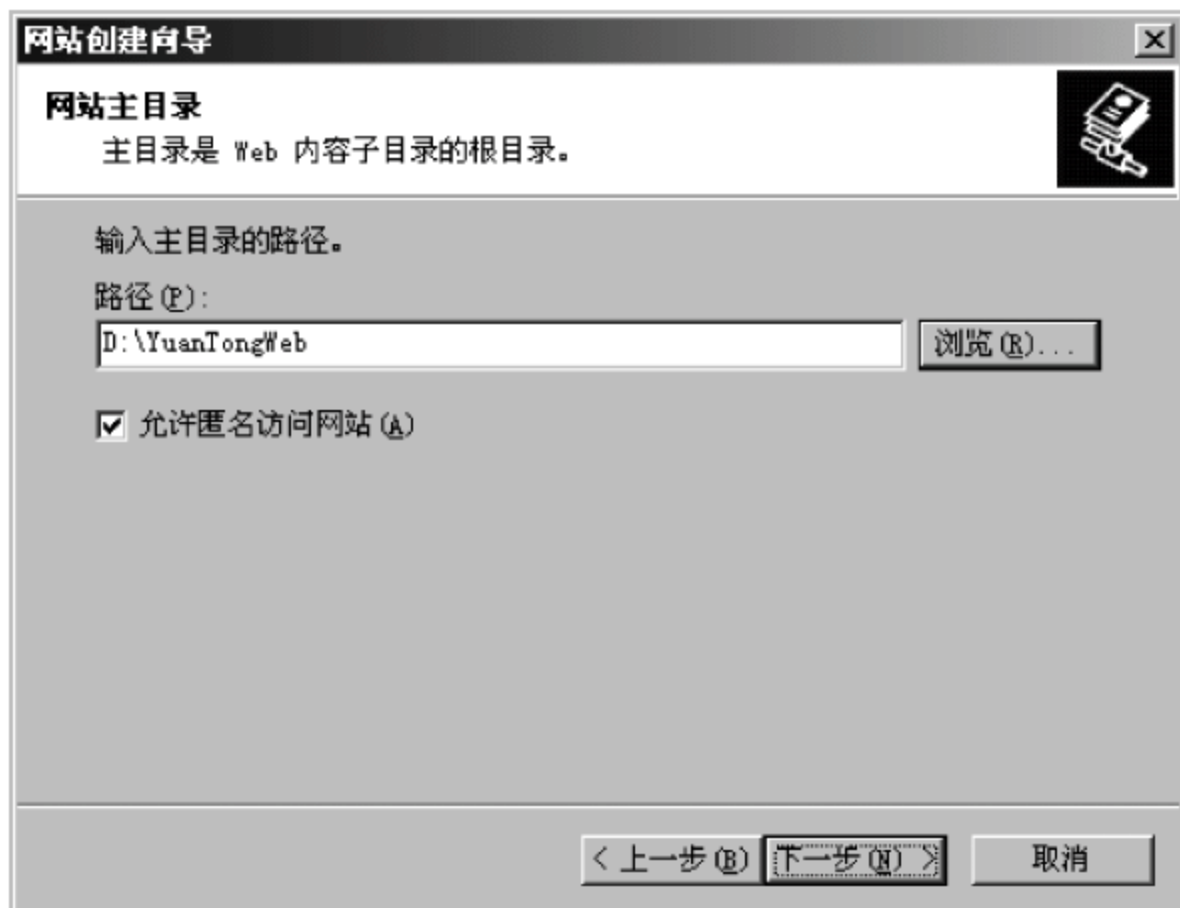 网站创建向导
网站主目录
主目录是 Web 内容子目录的根目录。
输入主目录的路径。
路径(P):
D:\YuanTongWeb
浏览(R)...
允许匿名访问网站(A)
< 上一步(B) 下一步(N) > 取消